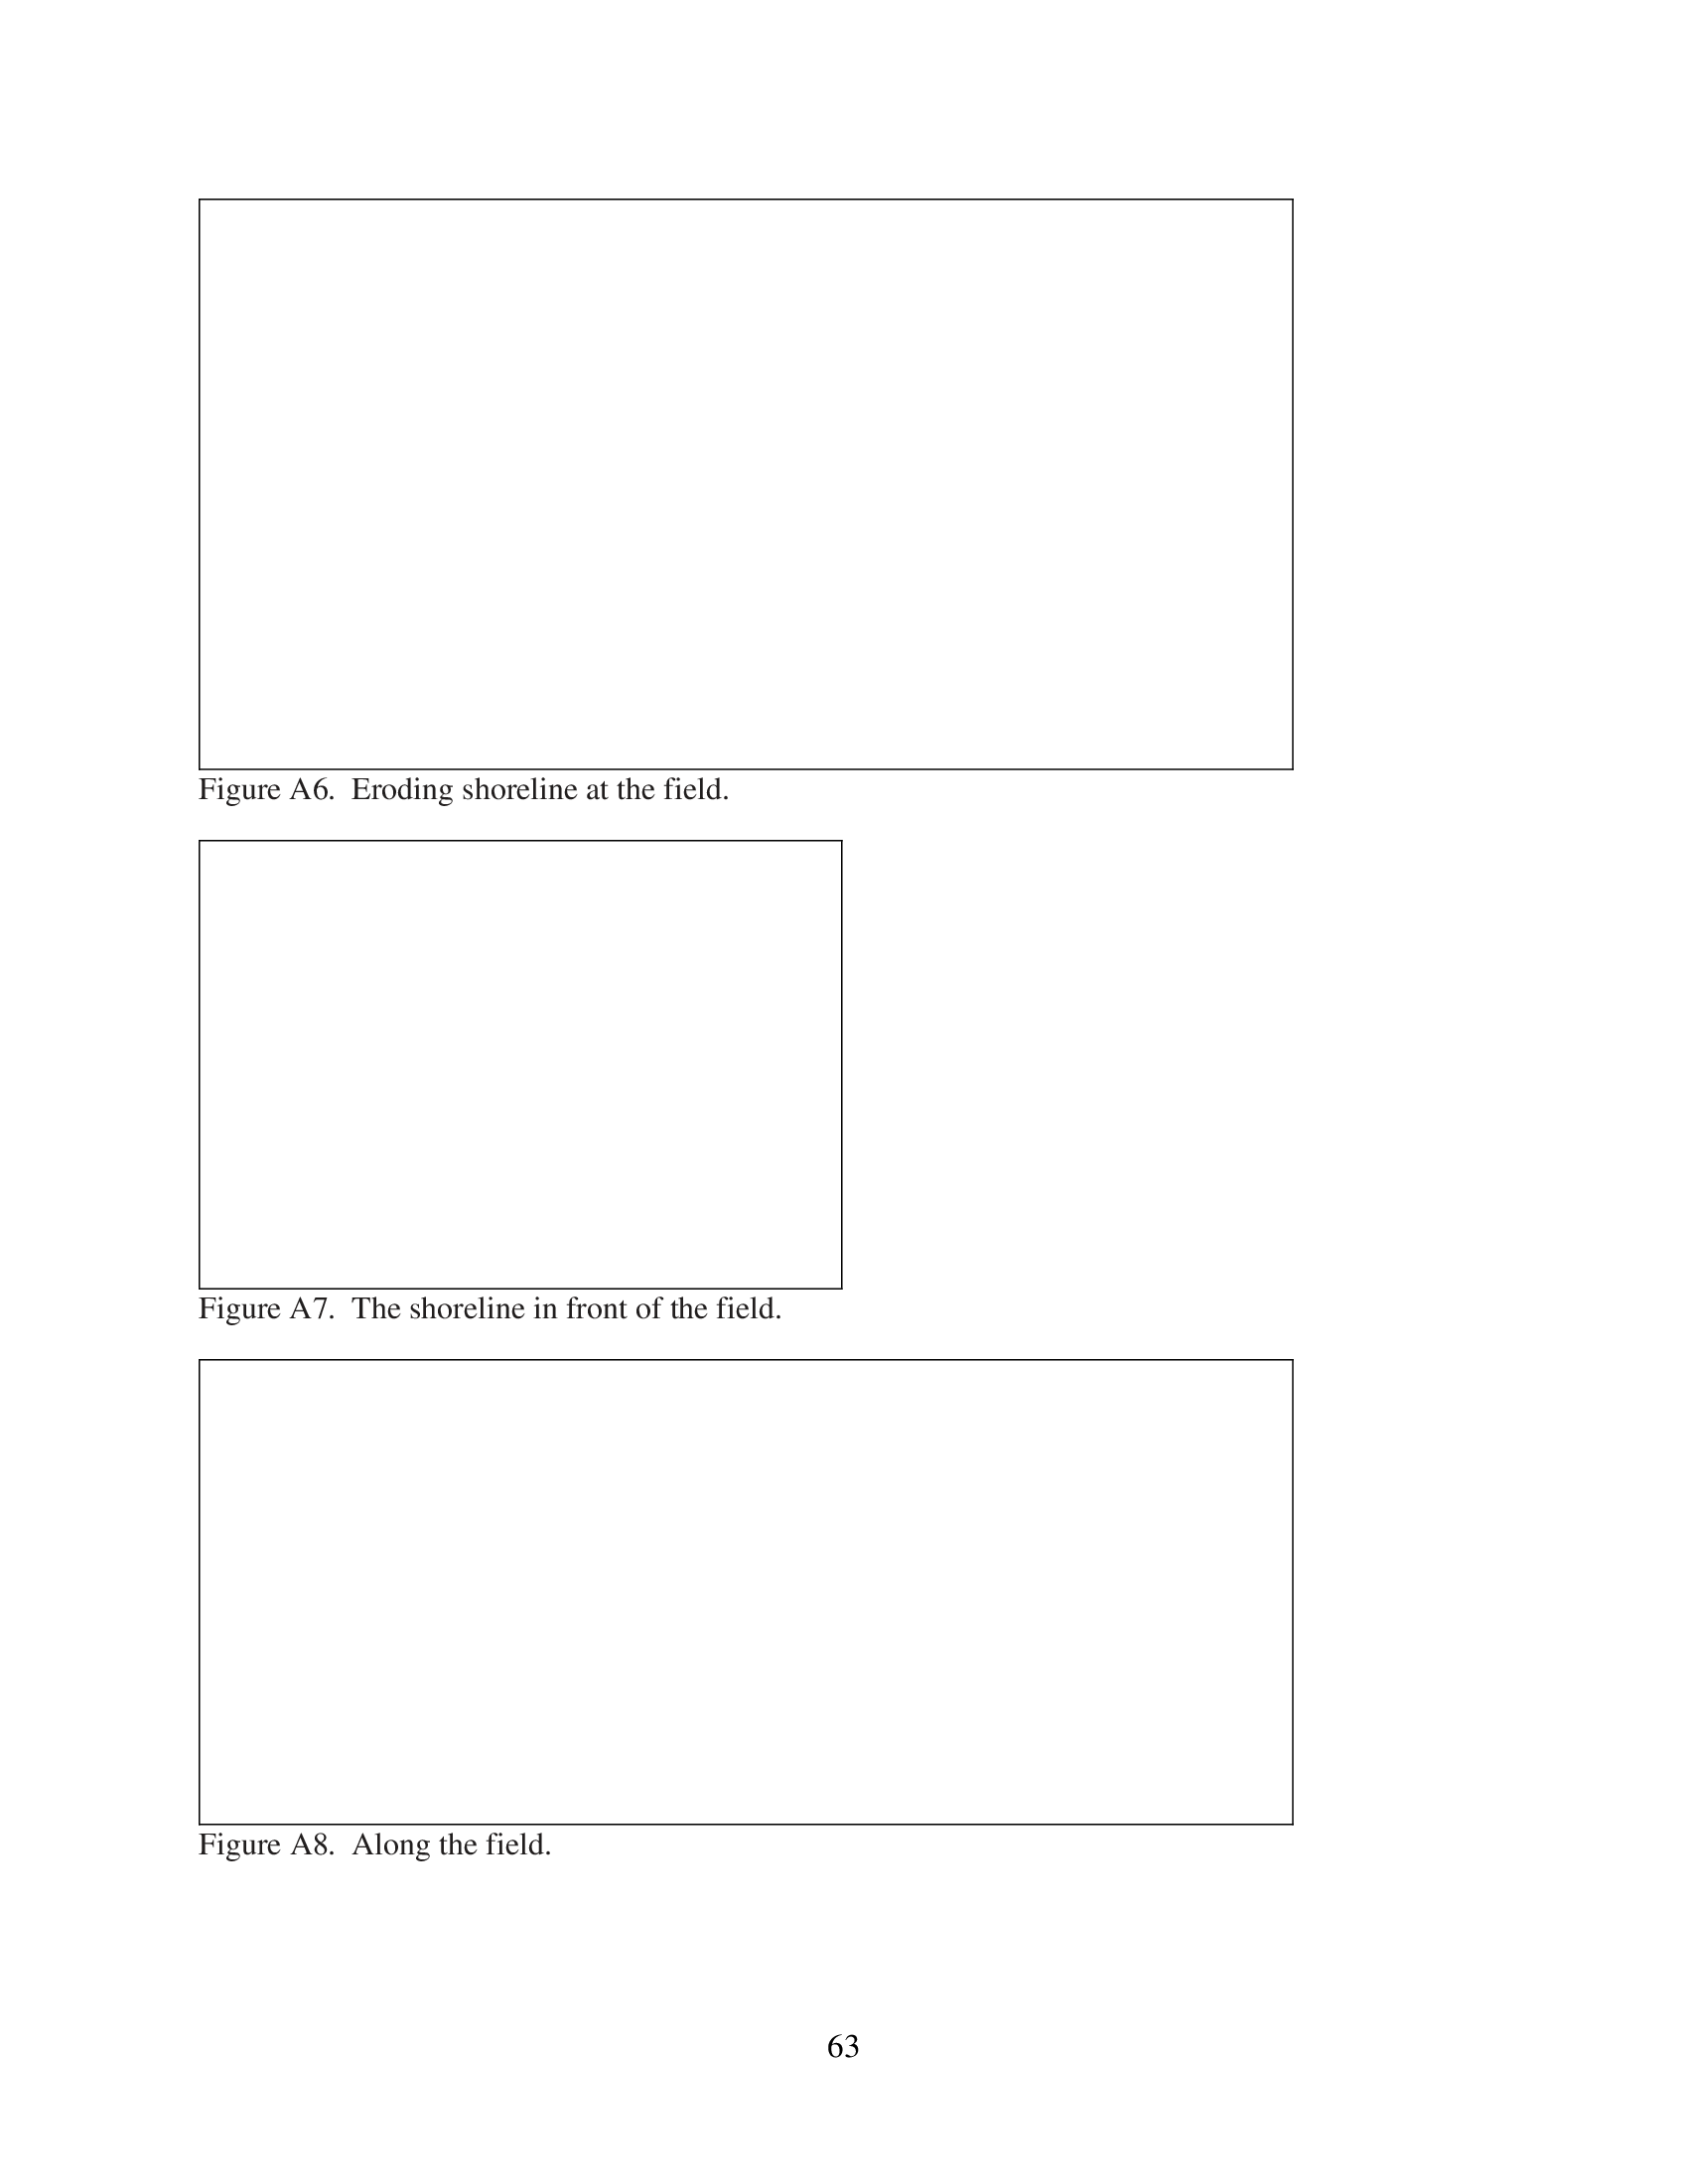 Figure A6.  Eroding shoreline at the field.
Figure A7.  The shoreline in front of the field.
Figure A8.  Along the field.
63